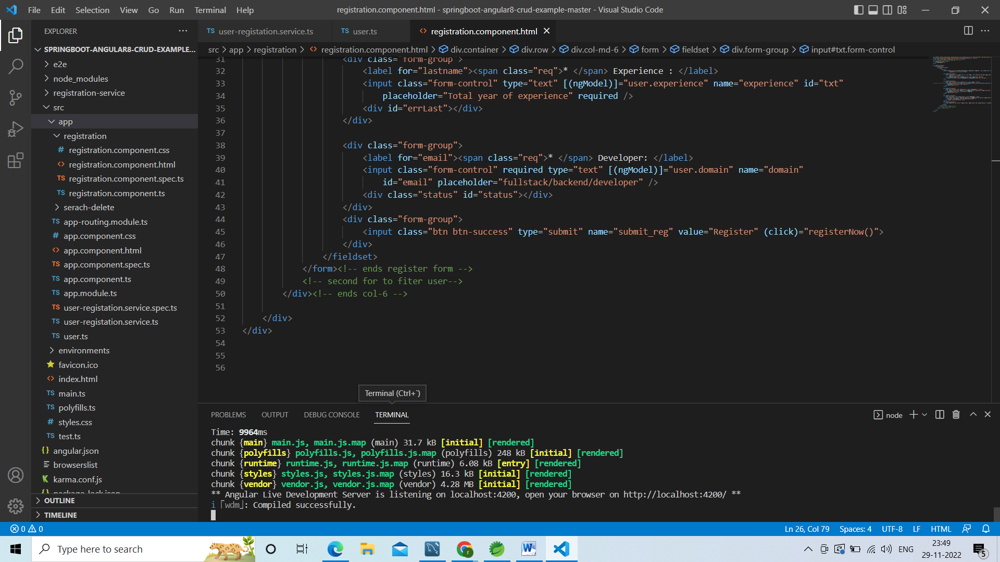 File Edit Selection View Go Run Terminal Help
registration.component.html - springboot-angular8-crud-example-master - Visual Studio Code
EXPLORER
SPRINGBOOT-ANGULAR8-CRUD-EXAMPLE...
e2e
node_modules
registration-service
src
app
registration
registration.component.css
registration.component.html
TS registration.component.spec.ts
TS registration.component.ts
serach-delete
TS app-routing.module.ts
# app.component.css
app.component.html
TS app.component.spec.ts
TS app.component.ts
TS app.module.ts
TS user-registation.service.spec.ts
TS user-registation.service.ts
TS user.ts
environments
favicon.ico
index.html
TS main.ts
TS polyfills.ts
# styles.css
TS test.ts
angular.json
browserslist
karma.conf.js
package-lock.json
OUTLINE
TIMELINE
TS user-registation.service.ts
TS user.ts
registration.component.html
src > app > registration > registration.component.html > div.container > div.row > div.col-md-6 > form > fieldset > div.form-group > input#txt.form-control
31 <div class="form-group">
32 <label for="lastname"><span class="req">* </span> Experience : </label>
33 <input class="form-control" type="text" [(ngModel)]="user.experience" name="experience" id="txt"
34 placeholder="Total year of experience" required />
35 <div id="errLast"></div>
36 </div>
37
38 <div class="form-group">
39 <label for="email"><span class="req">* </span> Developer: </label>
40 <input class="form-control" required type="text" [(ngModel)]="user.domain" name="domain"
41 id="email" placeholder="fullstack/backend/developer" />
42 <div class="status" id="status"></div>
43 </div>
44 <div class="form-group">
45 <input class="btn btn-success" type="submit" name="submit_reg" value="Register" (click)="registerNow()">
46 </div>
47 </fieldset>
48 </form><!-- ends register form -->
49 <!-- second for to fiter user-->
50 </div><!-- ends col-6 -->
51
52 </div>
53 </div>
54
55
56
Terminal (Ctrl+`)
PROBLEMS OUTPUT DEBUG CONSOLE TERMINAL
node
Time: 9964ms
chunk {main} main.js, main.js.map (main) 31.7 kB [initial] [rendered]
chunk {polyfills} polyfills.js, polyfills.js.map (polyfills) 248 kB [initial] [rendered]
chunk {runtime} runtime.js, runtime.js.map (runtime) 6.08 kB [entry] [rendered]
chunk {styles} styles.js, styles.js.map (styles) 16.3 kB [initial] [rendered]
chunk {vendor} vendor.js, vendor.js.map (vendor) 4.28 MB [initial] [rendered]
** Angular Live Development Server is listening on localhost:4200, open your browser on http://localhost:4200/ **
i ｢wdm｣: Compiled successfully.
0 0
Ln 26, Col 79 Spaces: 4 UTF-8 LF HTML
Type here to search
ENG
23:49
29-11-2022
5